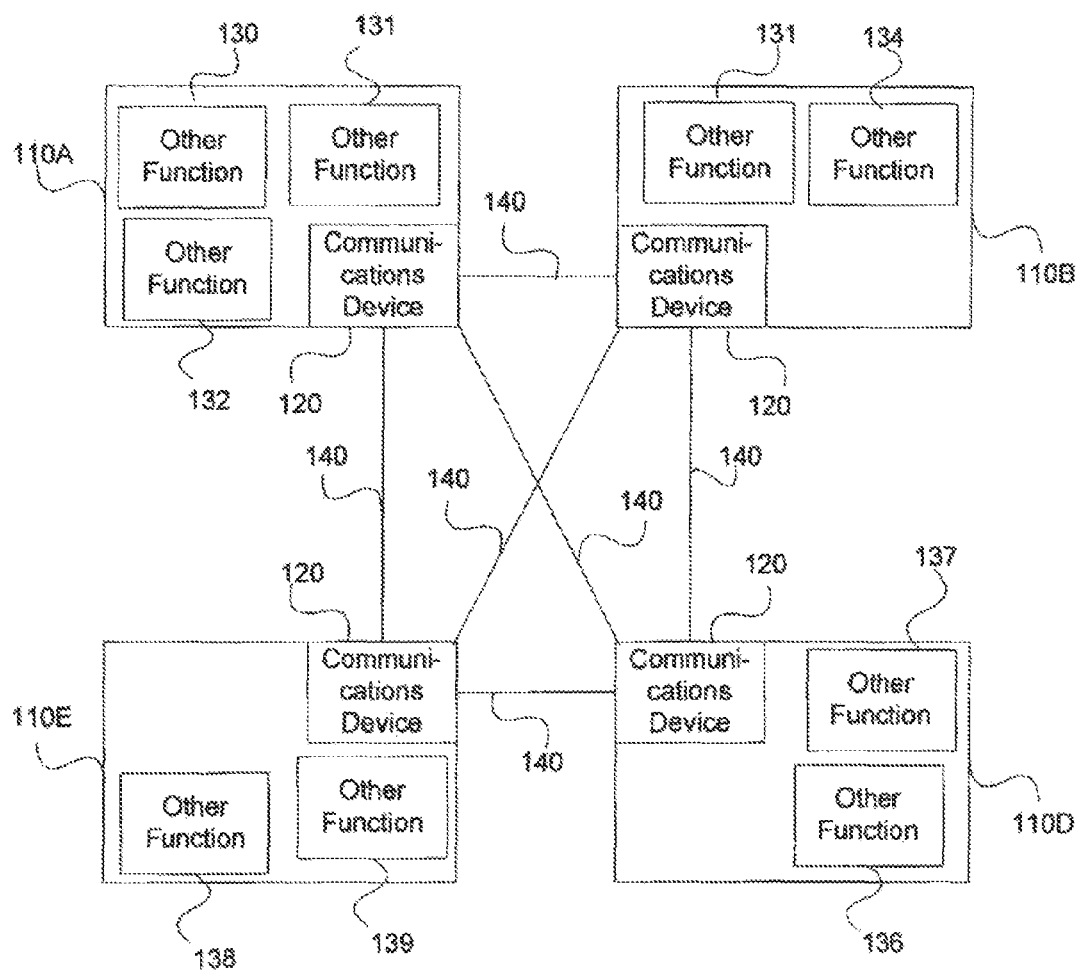 130
131
131
134
110A
Other
Function
Other
Function
Other
Function
Other
Function
140
Other
Function
Communi-
cations
Device
Communi-
cations
Device
110B
132
120
120
140
140
140
140
120
120
137
110E
Communi-
cations
Device
Communi-
cations
Device
Other
Function
140
Other
Function
Other
Function
Other
Function
110D
138
139
136